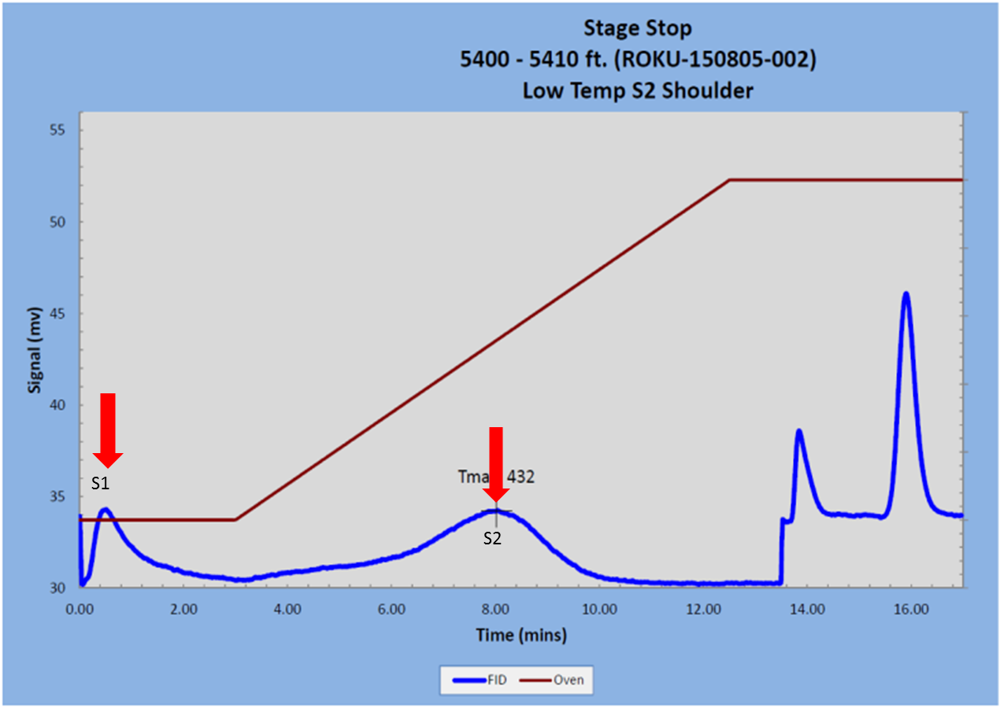 Stage Stop
5400 - 5410 ft. (ROKU-150805-002)
Low Temp S2 Shoulder
55
50
45
40
35
30
Signal (mv)
S1
432
S2
0.00 2.00 4.00 6.00 8.00 10.00 12.00 14.00 16.00
Time (mins)
FID Oven